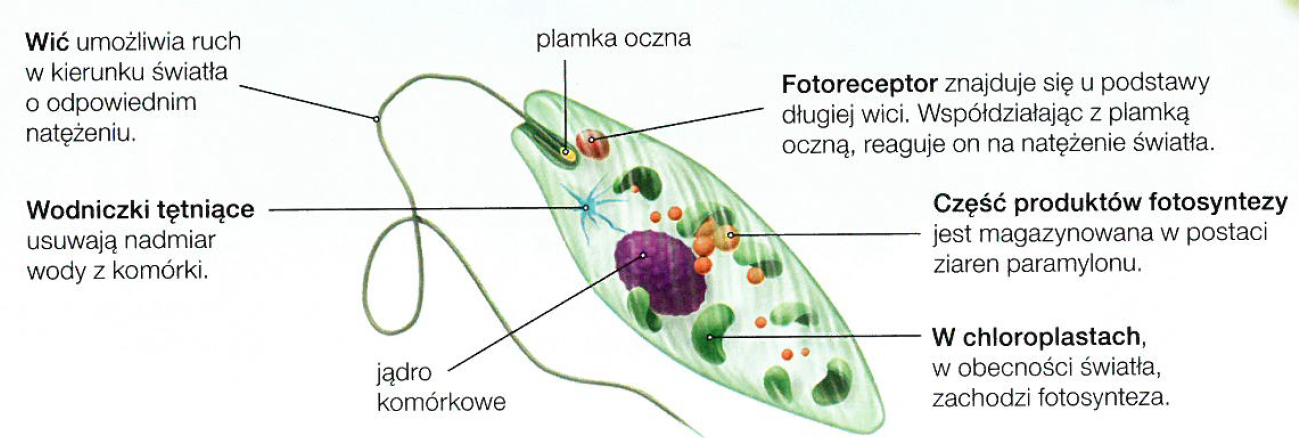 Wić umożliwia ruch
w kierunku światła
o odpowiednim
natężeniu.
plamka oczna
Fotoreceptor znajduje się u podstawy
długiej wici. Współdziałając z plamką
oczną, reaguje on na natężenie światła.
Wodniczki tętniące
usuwają nadmiar
wody z komórki.
Część produktów fotosyntezy
jest magazynowana w postaci
ziaren paramylonu.
jądro
komórkowe
W chloroplastach,
w obecności światła,
zachodzi fotosynteza.